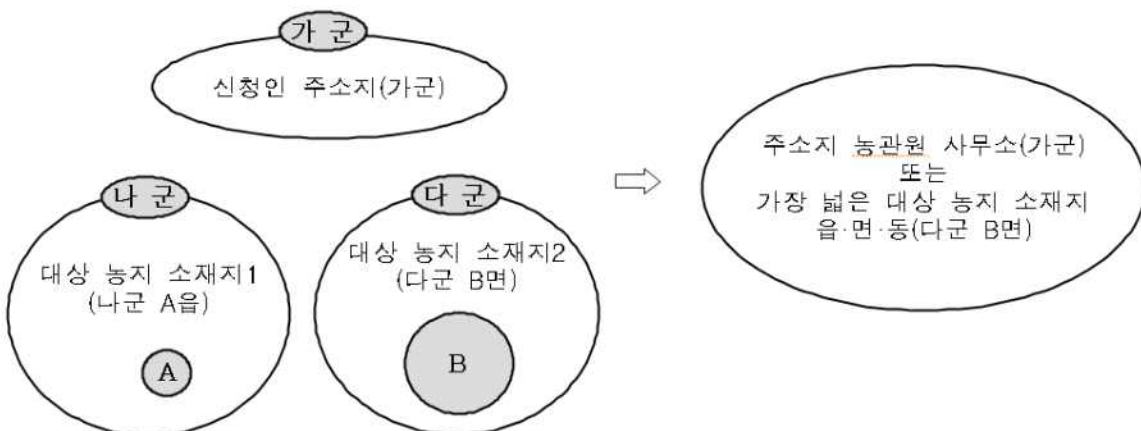 가 군
신청인 주소지(가군)
나 군
대상 농지 소재지1
(나군 A읍)
A
다 군
대상 농지 소재지2
(다군 B면)
B
주소지 농관원 사무소(가군)
또는
가장 넓은 대상 농지 소재지
읍·면·동(다군 B면)